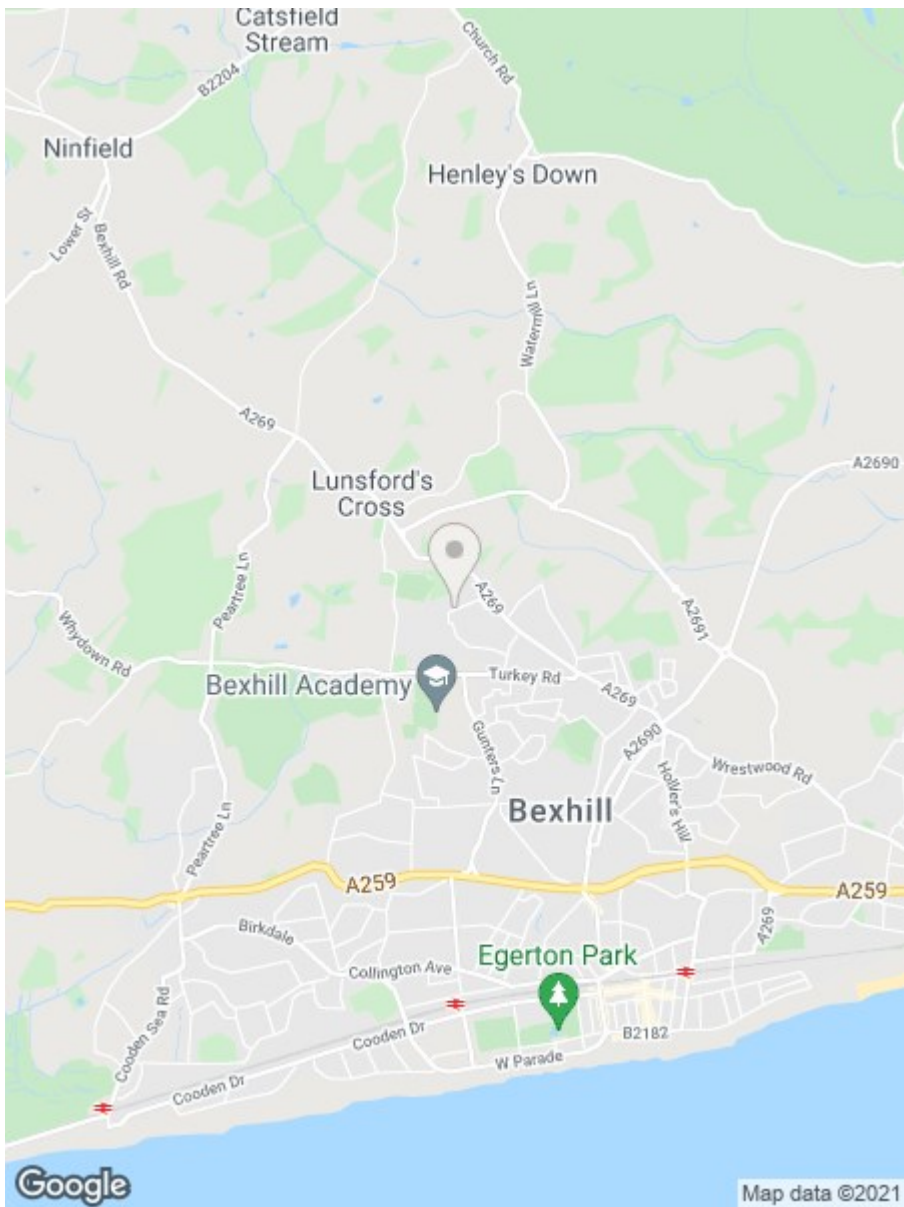 Catsfield
Stream
Church Rd
B2204
Ninfield
Henley's Down
Lower St
Bexhill Rd
Watermill Ln
A269
A2690
Lunsford's
Cross
Peartree Ln
A269
A2691
Whydown Rd
Bexhill Academy
Turkey Rd
A269
Gunters Ln
A2690
Wrestwood Rd
Holliver's Hill
Bexhill
Peartree Ln
A259
A259
Birkdale
A269
Egerton Park
Collington Ave
Cooden Sea Rd
Cooden Dr
B2182
W Parade
Cooden Dr
Google
Map data ©2021